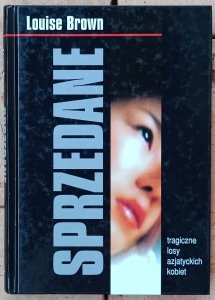 Louise Brown
SPRZEDANE
tragiczne
losy
azjatyckich
kobiet